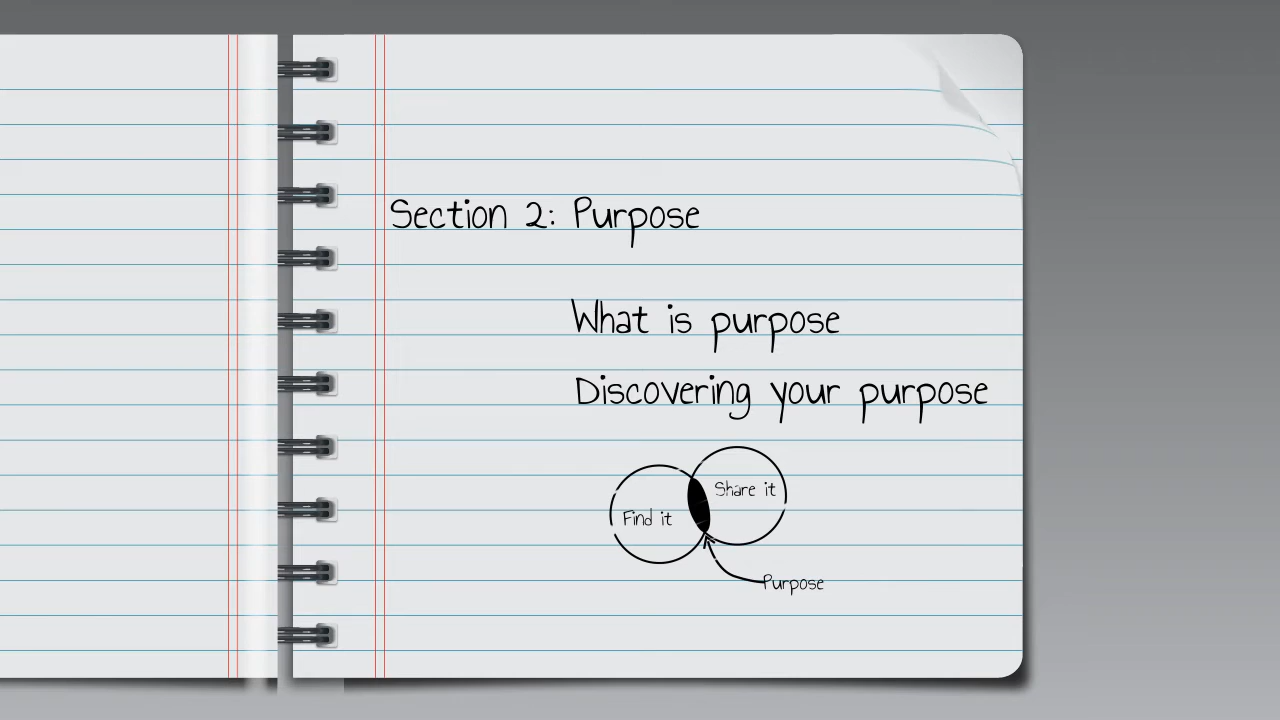 Section 2: Purpose
What is purpose
Discovering your purpose
Share it
Find it
Purpose